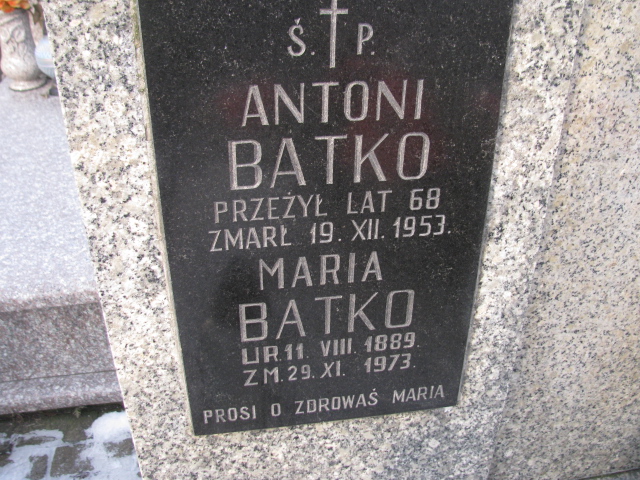 Ś. P.
ANTONI
BATKO
PRZEŻYŁ LAT 68
ZMARŁ 19. XII. 1953.
MARIA
BATKO
UR. 11. VIII. 1889.
ZM. 29. XI. 1973.
PROSI O ZDROWAŚ MARIA